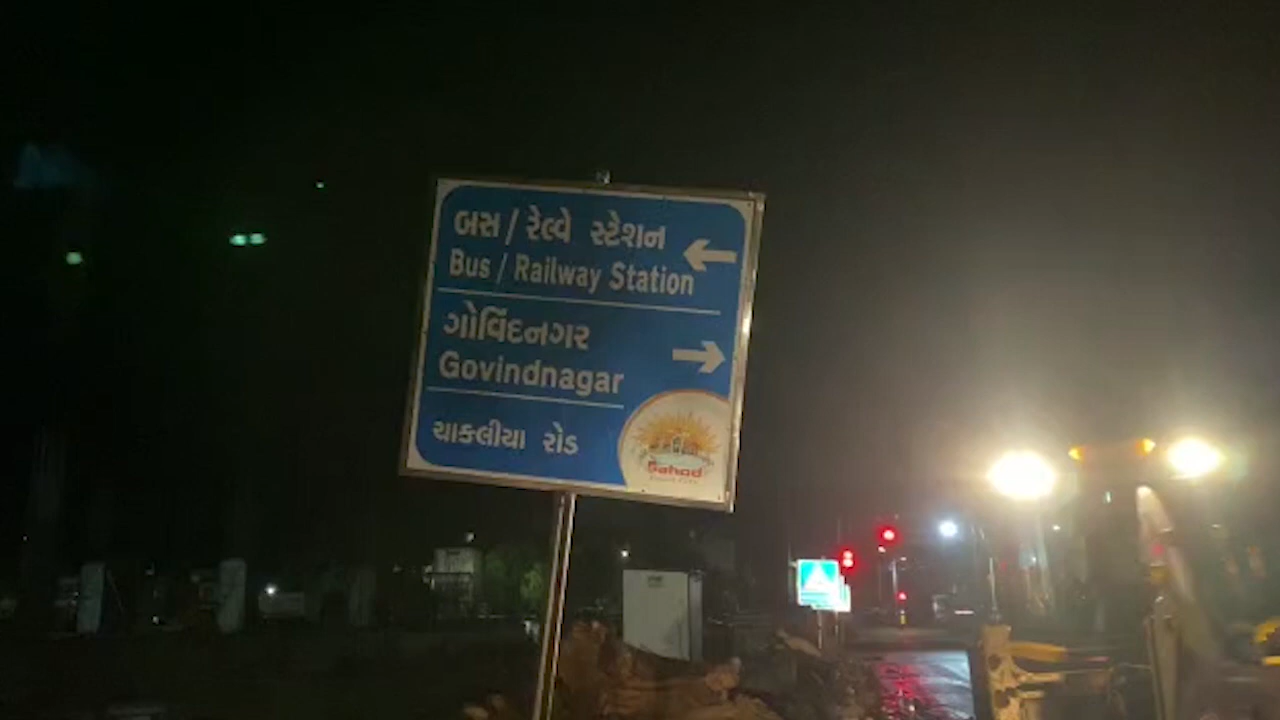 બસ / રેલ્વે સ્ટેશન
Bus / Railway Station
ગોવિંદનગર
Govindnagar
ચાકલીયા રોડ
Dahod